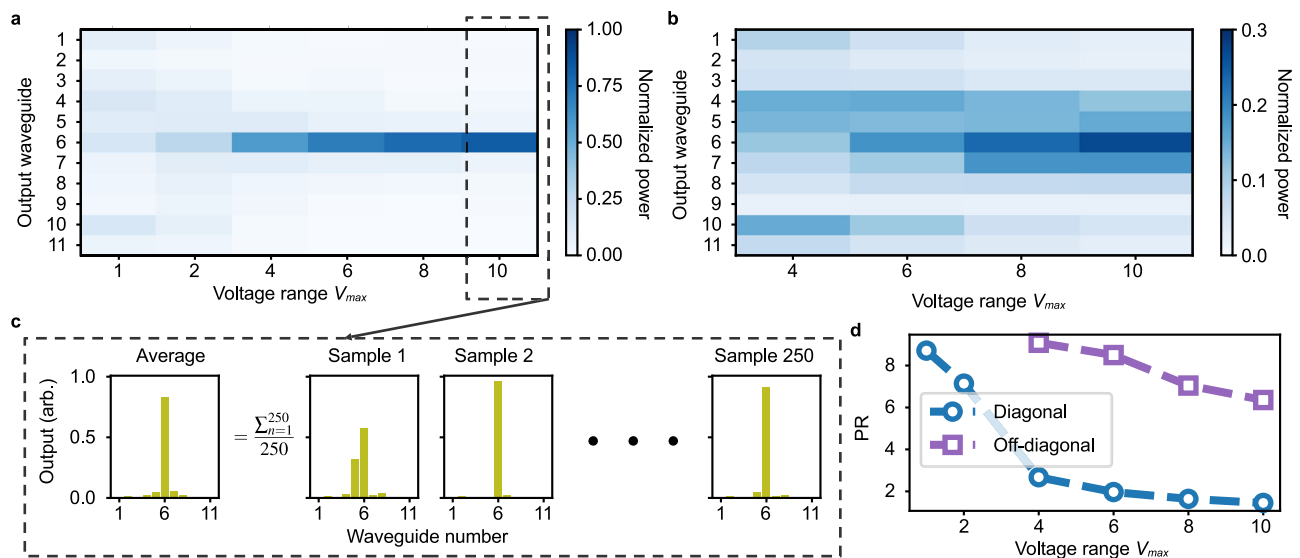 a
Output waveguide
1
2
3
4
5
6
7
8
9
10
11
1 2 4 6 8 10
Voltage range Vmax
1.00
0.75
0.50
0.25
0.00
Normalized power
b
Output waveguide
1
2
3
4
5
6
7
8
9
10
11
4 6 8 10
Voltage range Vmax
0.3
0.2
0.1
0.0
Normalized power
c
Average
Output (arb.)
1.0
0.5
0.0
1 6 11
= ∑²⁵⁰ₙ₌₁ / 250
Sample 1
1 6 11
Sample 2
1 6 11
• • •
Sample 250
1 6 11
Waveguide number
d
PR
8
6
4
2
Diagonal
Off-diagonal
2 4 6 8 10
Voltage range Vmax